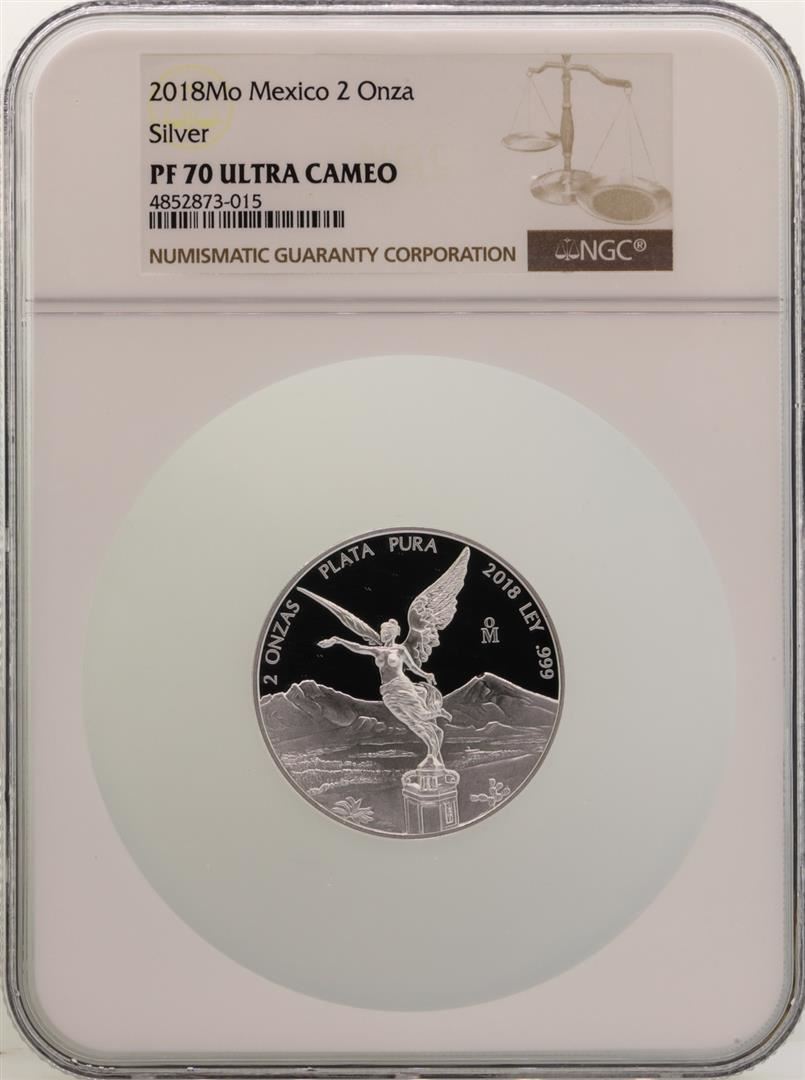 2018Mo Mexico 2 Onza
Silver
PF 70 ULTRA CAMEO
4852873-015
NUMISMATIC GUARANTY CORPORATION
NGC®
2 ONZAS PLATA PURA 2018 LEY .999
oM